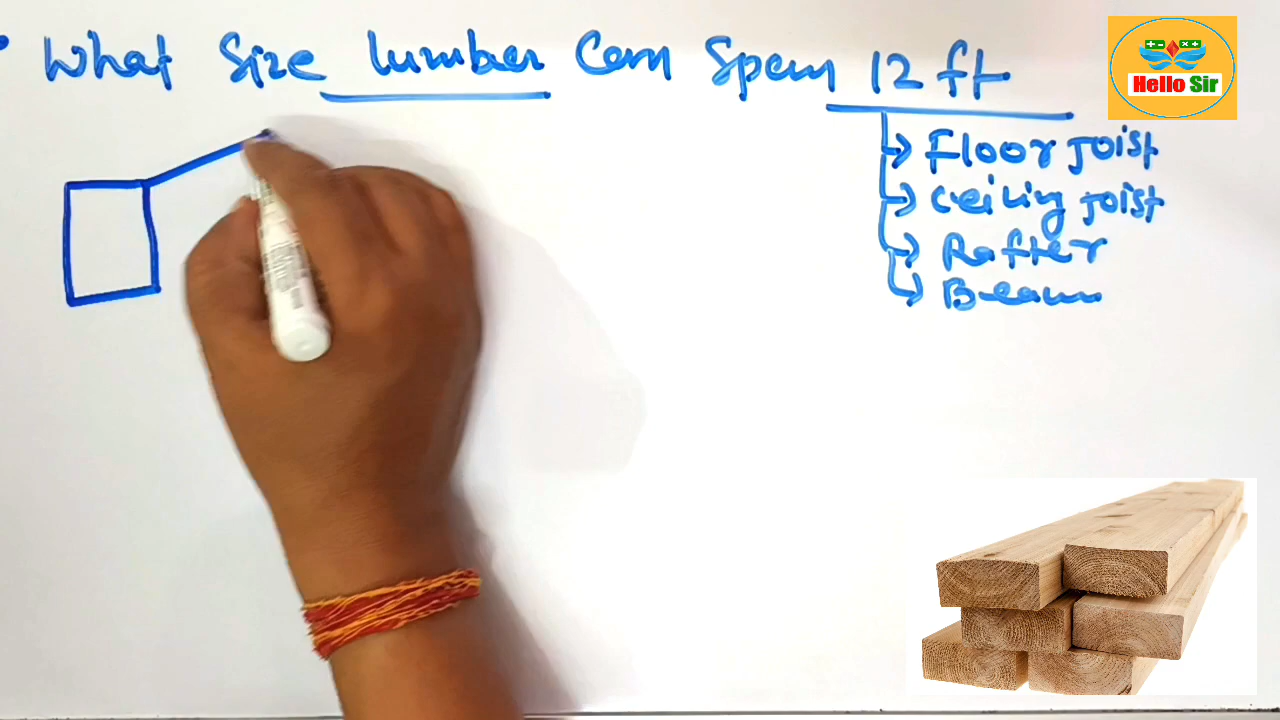 What Size lumber Can Span 12 ft
Hello Sir
Floor Joist
Ceiling Joist
Rafter
Beam